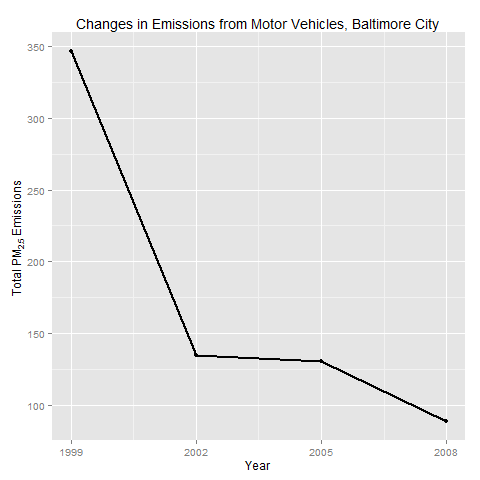 Changes in Emissions from Motor Vehicles, Baltimore City
Total PM2.5 Emissions
350
300
250
200
150
100
1999 2002 2005 2008
Year